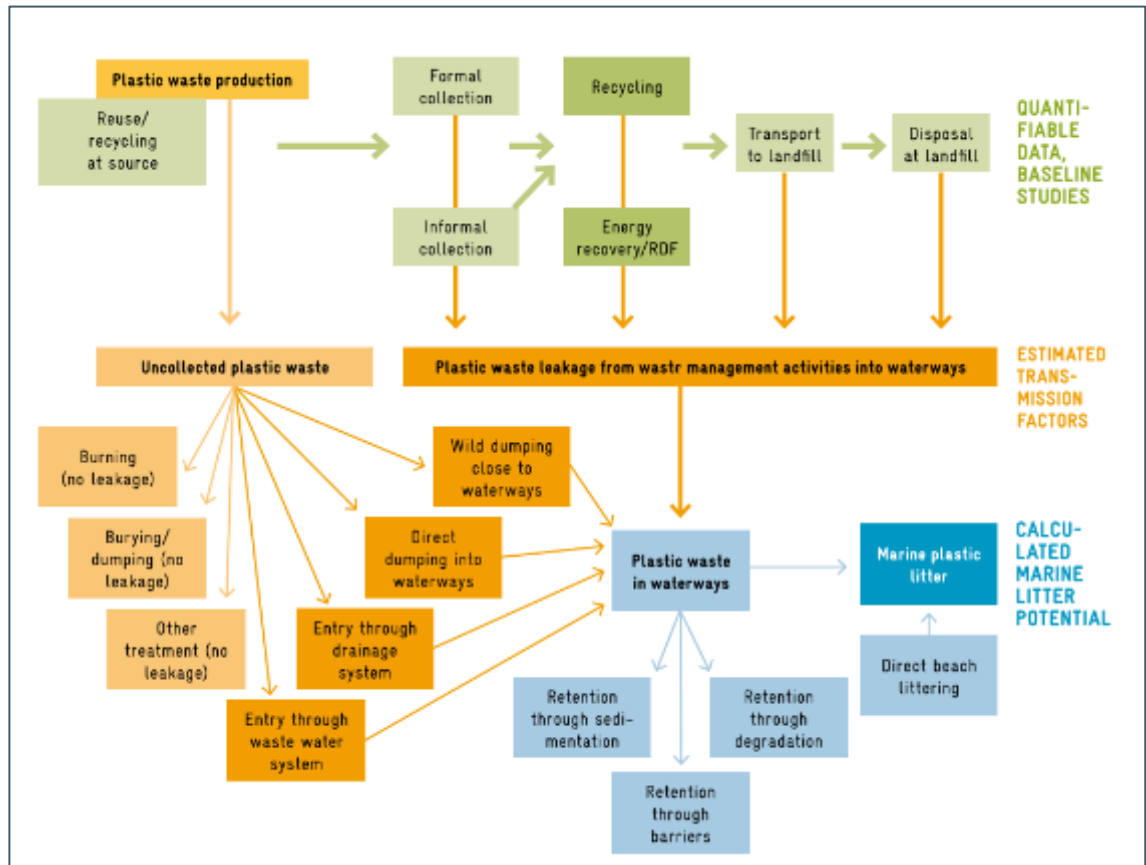 Plastic waste production
Reuse/
recycling
at source
Formal
collection
Informal
collection
Recycling
Energy
recovery/RDF
Transport
to landfill
Disposal
at landfill
QUANTI-
FIABLE
DATA,
BASELINE
STUDIES
Uncollected plastic waste
Plastic waste leakage from wastr management activities into waterways
ESTIMATED
TRANS-
MISSION
FACTORS
Burning
(no leakage)
Burying/
dumping (no
leakage)
Other
treatment (no
leakage)
Entry through
waste water
system
Entry through
drainage
system
Direct
dumping into
waterways
Wild dumping
close to
waterways
Plastic waste
in waterways
Marine plastic
litter
CALCU-
LATED
MARINE
LITTER
POTENTIAL
Direct beach
littering
Retention
through sedi-
mentation
Retention
through
degradation
Retention
through
barriers